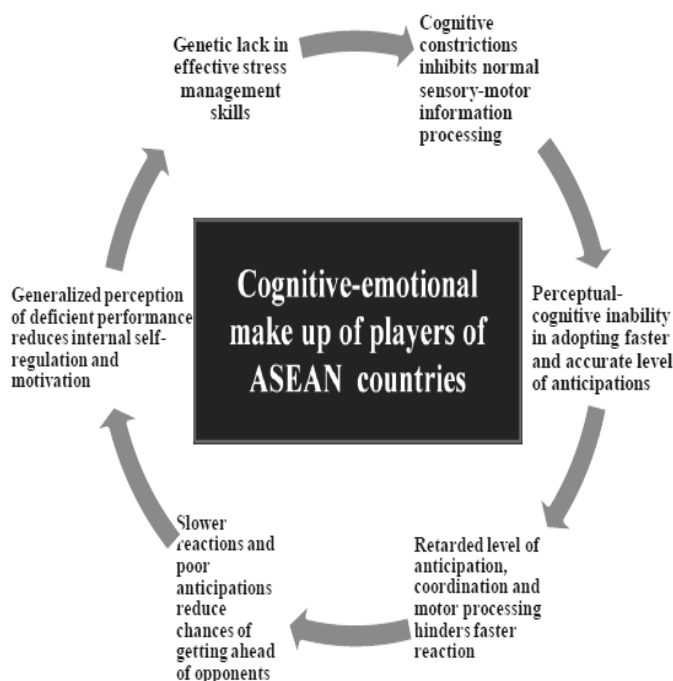 Genetic lack in
effective stress
management
skills
Cognitive
constrictions
inhibits normal
sensory-motor
information
processing
Perceptual-
cognitive inability
in adopting faster
and accurate level
of anticipations
Retarded level of
anticipation,
coordination and
motor processing
hinders faster
reaction
Slower
reactions and
poor
anticipations
reduce
chances of
getting ahead
of opponents
Generalized perception
of deficient performance
reduces internal self-
regulation and
motivation
Cognitive-emotional
make up of players of
ASEAN countries